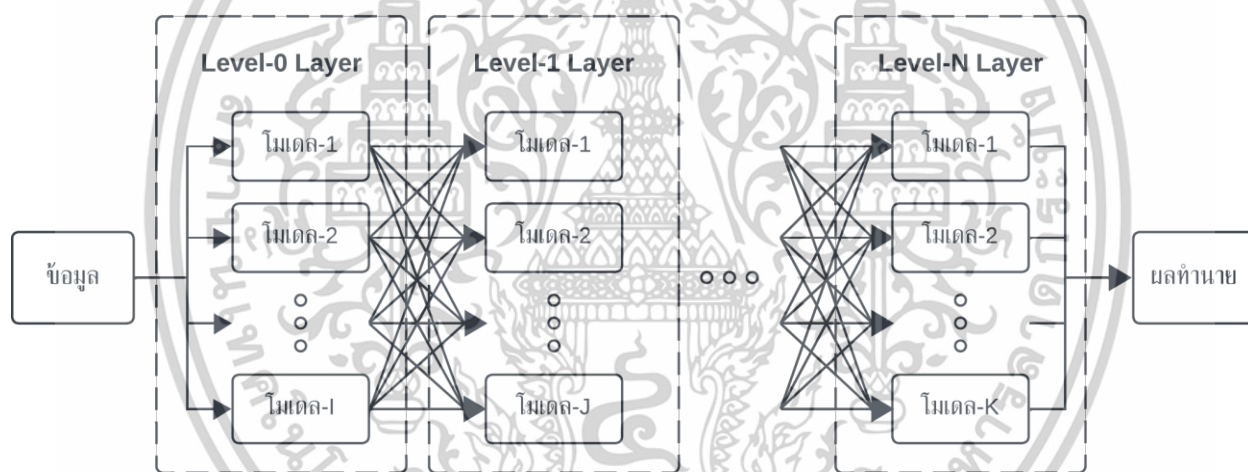 Level-0 Layer
Level-1 Layer
Level-N Layer
โมเดล-1
โมเดล-1
โมเดล-1
โมเดล-2
โมเดล-2
โมเดล-2
ข้อมูล
ผลทำนาย
โมเดล-I
โมเดล-J
โมเดล-K